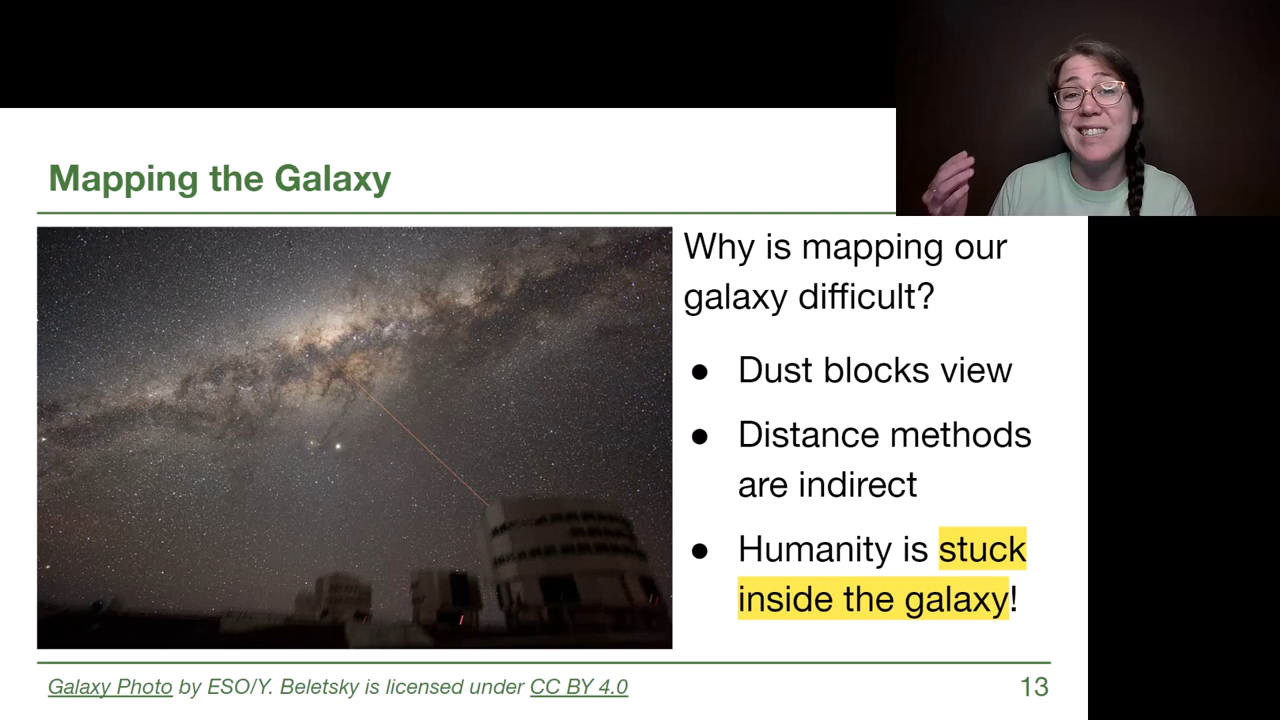 Mapping the Galaxy
Why is mapping our
galaxy difficult?
● Dust blocks view
● Distance methods
are indirect
● Humanity is stuck
inside the galaxy!
Galaxy Photo by ESO/Y. Beletsky is licensed under CC BY 4.0
13